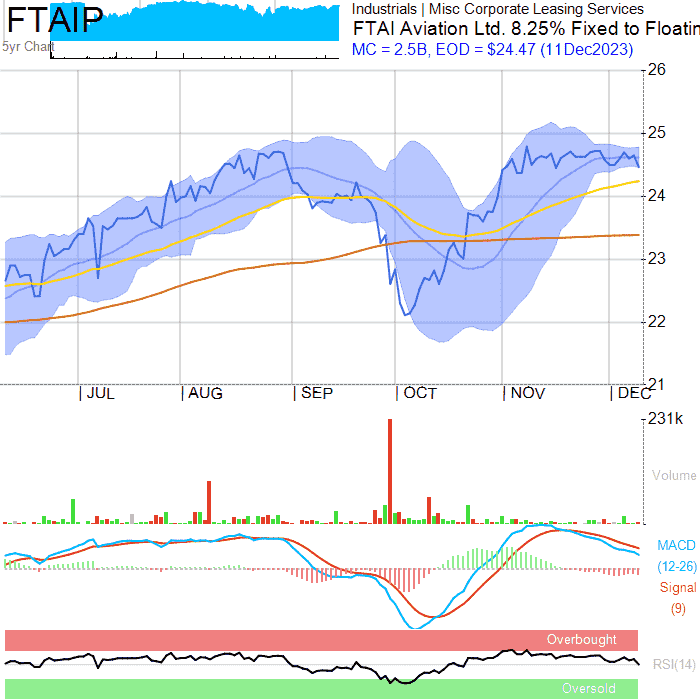 FTAIP
5yr Chart
Industrials | Misc Corporate Leasing Services
FTAI Aviation Ltd. 8.25% Fixed to Floatin
MC = 2.5B, EOD = $24.47 (11Dec2023)
26
25
24
23
22
21
| JUL | AUG | SEP | OCT | NOV | DEC
231k
Volume
MACD
(12-26)
Signal
(9)
Overbought
RSI(14)
Oversold